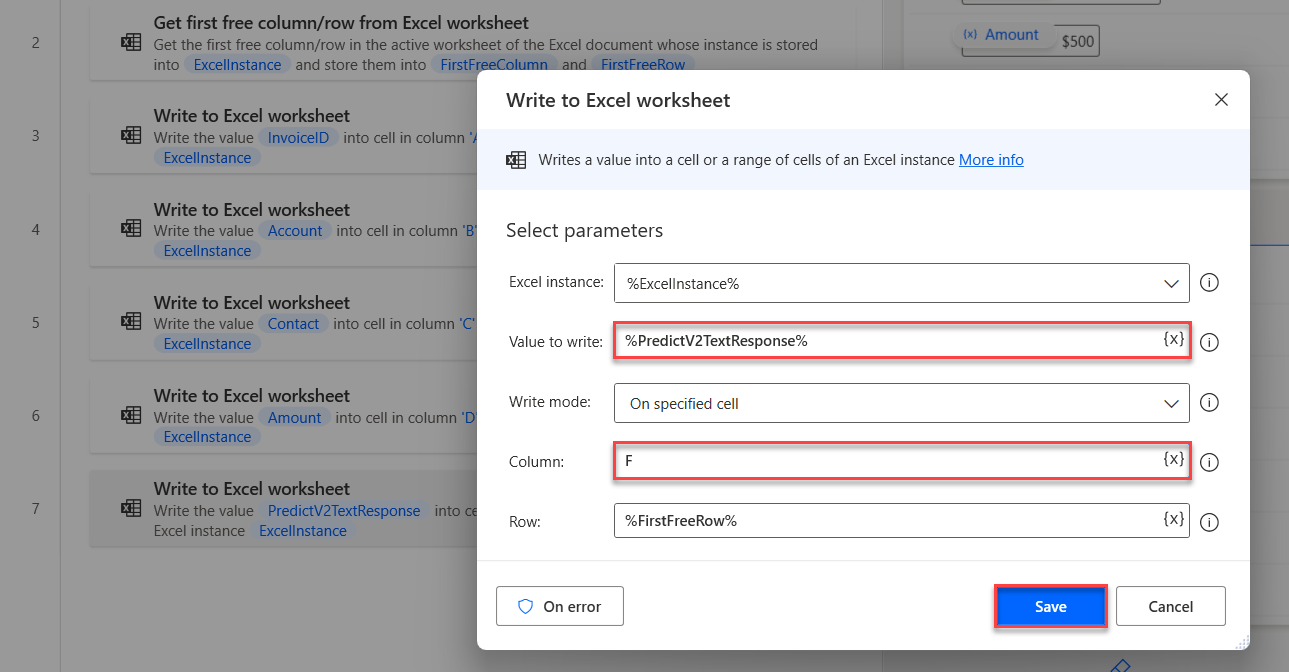 2
Get first free column/row from Excel worksheet
Get the first free column/row in the active worksheet of the Excel document whose instance is stored
into ExcelInstance and store them into FirstFreeColumn and FirstFreeRow
3
Write to Excel worksheet
Write the value InvoiceID into cell in column 'A
ExcelInstance
4
Write to Excel worksheet
Write the value Account into cell in column 'B'
ExcelInstance
5
Write to Excel worksheet
Write the value Contact into cell in column 'C'
ExcelInstance
6
Write to Excel worksheet
Write the value Amount into cell in column 'D'
ExcelInstance
7
Write to Excel worksheet
Write the value PredictV2TextResponse into ce
Excel instance ExcelInstance
{x} Amount $500
Write to Excel worksheet
Writes a value into a cell or a range of cells of an Excel instance More info
Select parameters
Excel instance: %ExcelInstance%
Value to write: %PredictV2TextResponse% {x}
Write mode: On specified cell
Column: F {x}
Row: %FirstFreeRow% {x}
On error Save Cancel